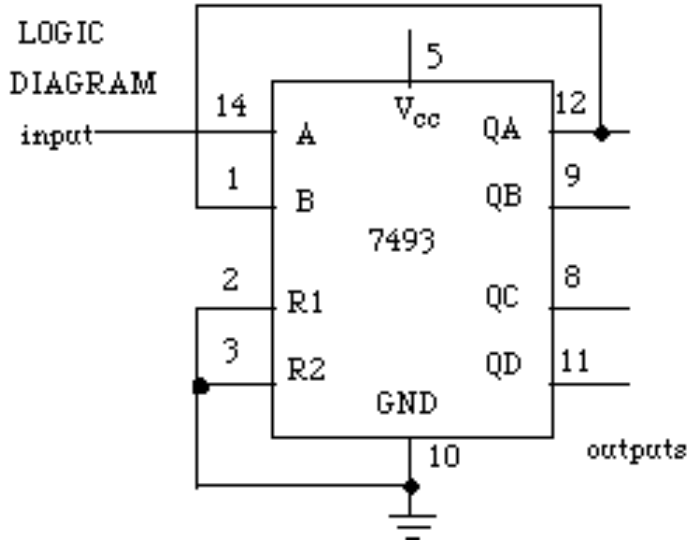 LOGIC
DIAGRAM
5
14
Vcc
12
input
A
QA
1
9
B
QB
7493
2
8
R1
QC
3
11
R2
QD
GND
10
outputs